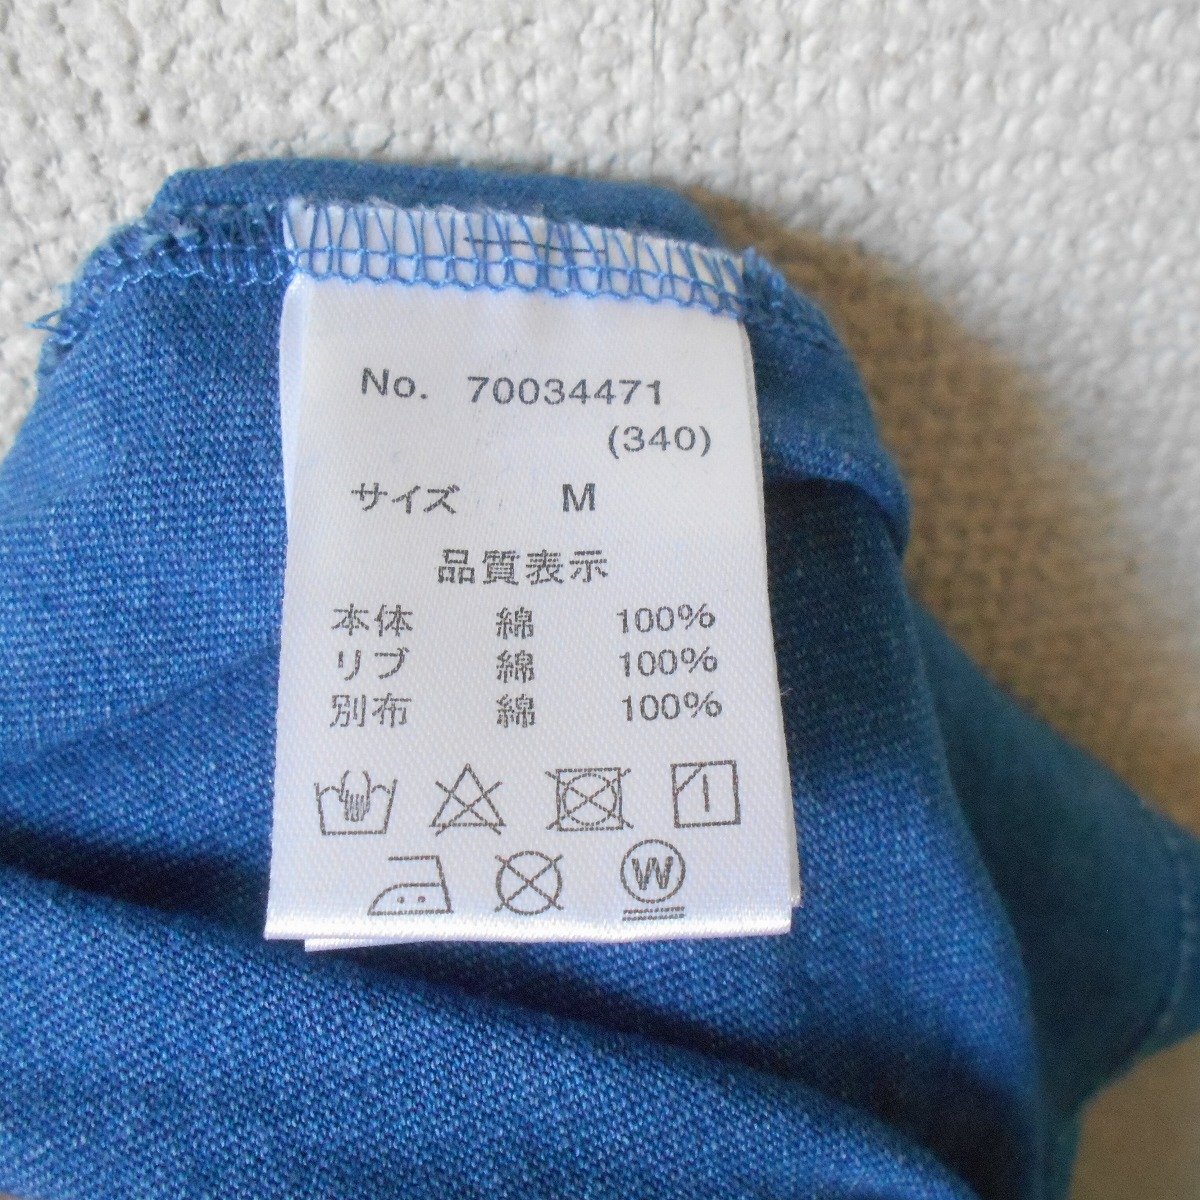 No. 70034471
(340)
サイズ M
品質表示
本体 綿 100%
リブ 綿 100%
別布 綿 100%
W